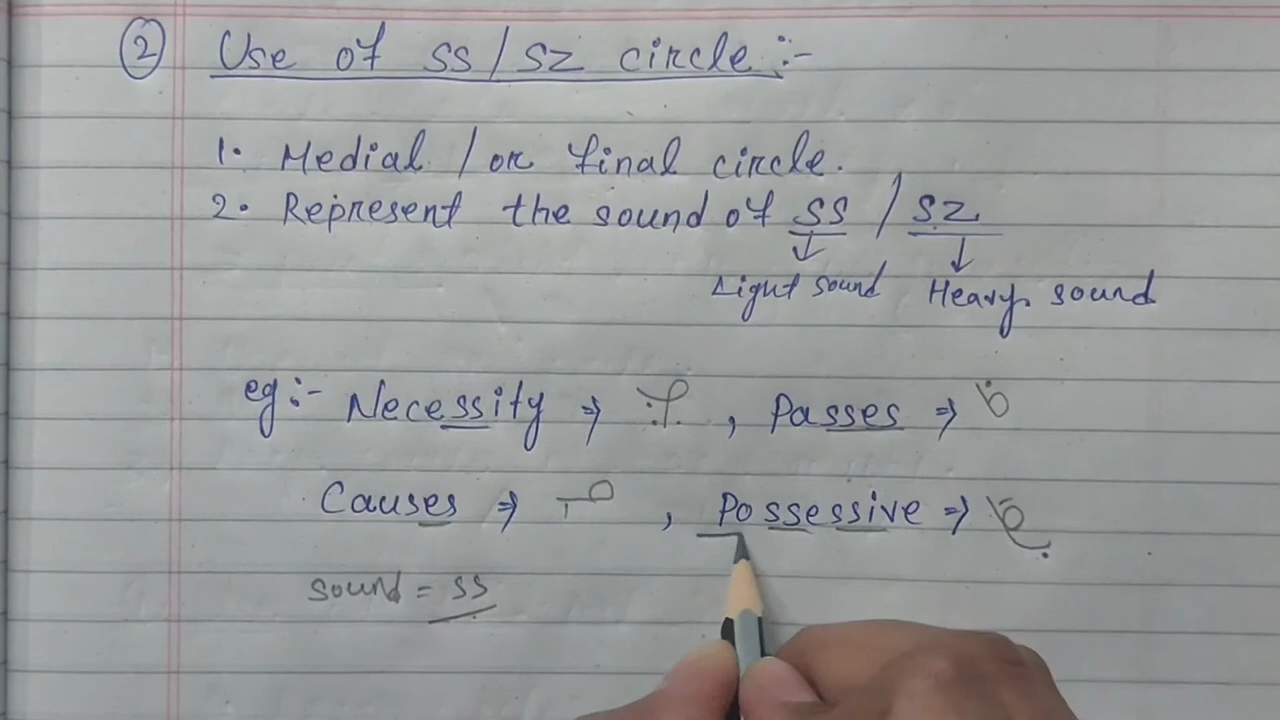 ② Use of ss/sz circle :-
1. Medial / or final circle.
2. Represent the sound of ss / sz
Light sound Heavy sound
eg :- Necessity ⇒ , Passes ⇒
Causes ⇒ , Possessive ⇒
sound = ss